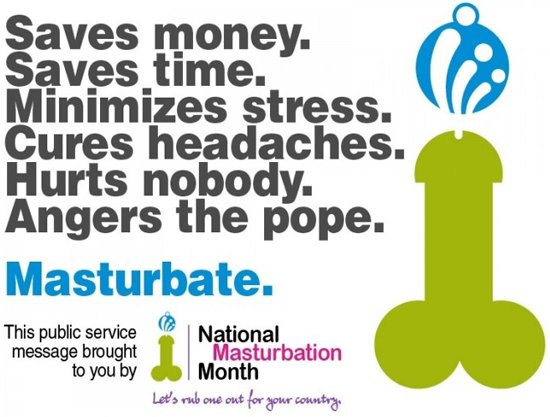 Saves money.
Saves time.
Minimizes stress.
Cures headaches.
Hurts nobody.
Angers the pope.
Masturbate.
This public service
message brought
to you by
National
Masturbation
Month
Let's rub one out for your country.